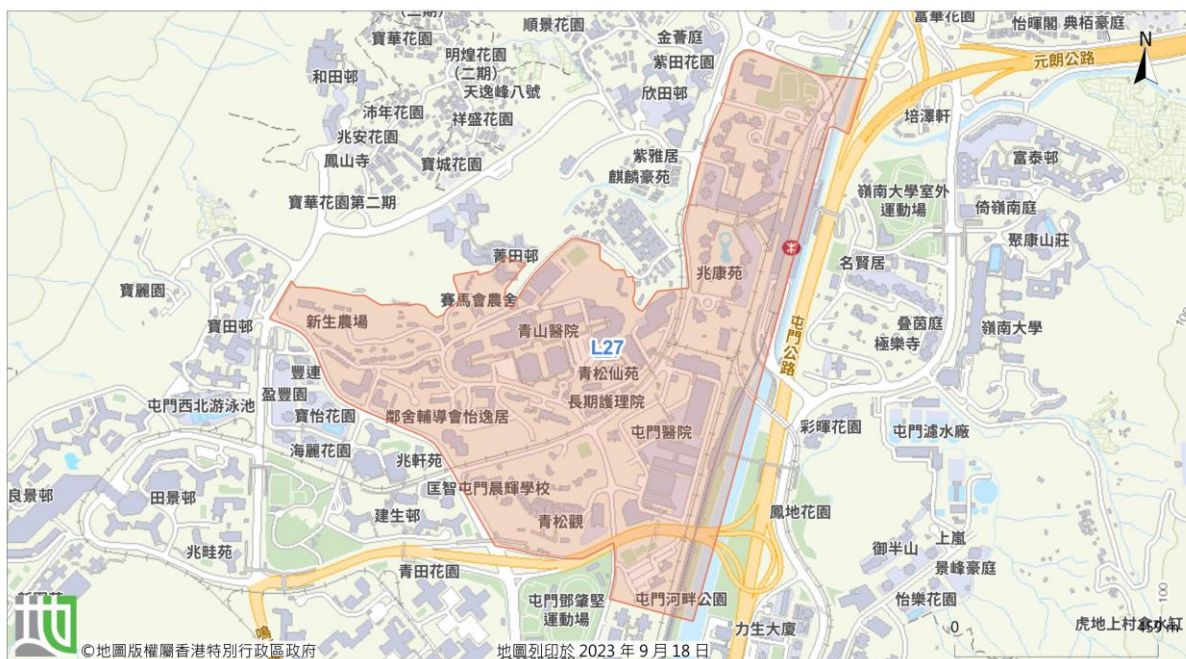 (二期)
寶華花園
順景花園
金薈庭
富華花園
怡暉閣
典栢豪庭
N
明煌花園
(二期)
紫田花園
元朗公路
和田邨
天逸峰八號
欣田邨
沛年花園
祥盛花園
培澤軒
兆安花園
鳳山寺
寶城花園
紫雅居
麒麟豪苑
富泰邨
嶺南大學室外
運動場
寶華花園第二期
倚嶺南庭
菁田邨
聚康山莊
兆康苑
名賢居
寶麗園
賽馬會農舍
新生農場
寶田邨
青山醫院
屯門公路
疊茵庭
嶺南大學
極樂寺
L27
豐連
青松仙苑
盈豐園
屯門西北游泳池
長期護理院
寶怡花園
鄰舍輔導會怡逸居
屯門醫院
彩暉花園
屯門濾水廠
海麗花園
兆軒苑
良景邨
田景邨
匡智屯門晨輝學校
建生邨
青松觀
鳳地花園
兆畦苑
上嵐
御半山
景峰豪庭
青田花園
屯門鄧肇堅
運動場
屯門河畔公園
怡樂花園
100
100
力生大廈
0
459 m
虎地上村
©地圖版權屬香港特別行政區政府
地圖列印於 2023 年 9 月 18 日